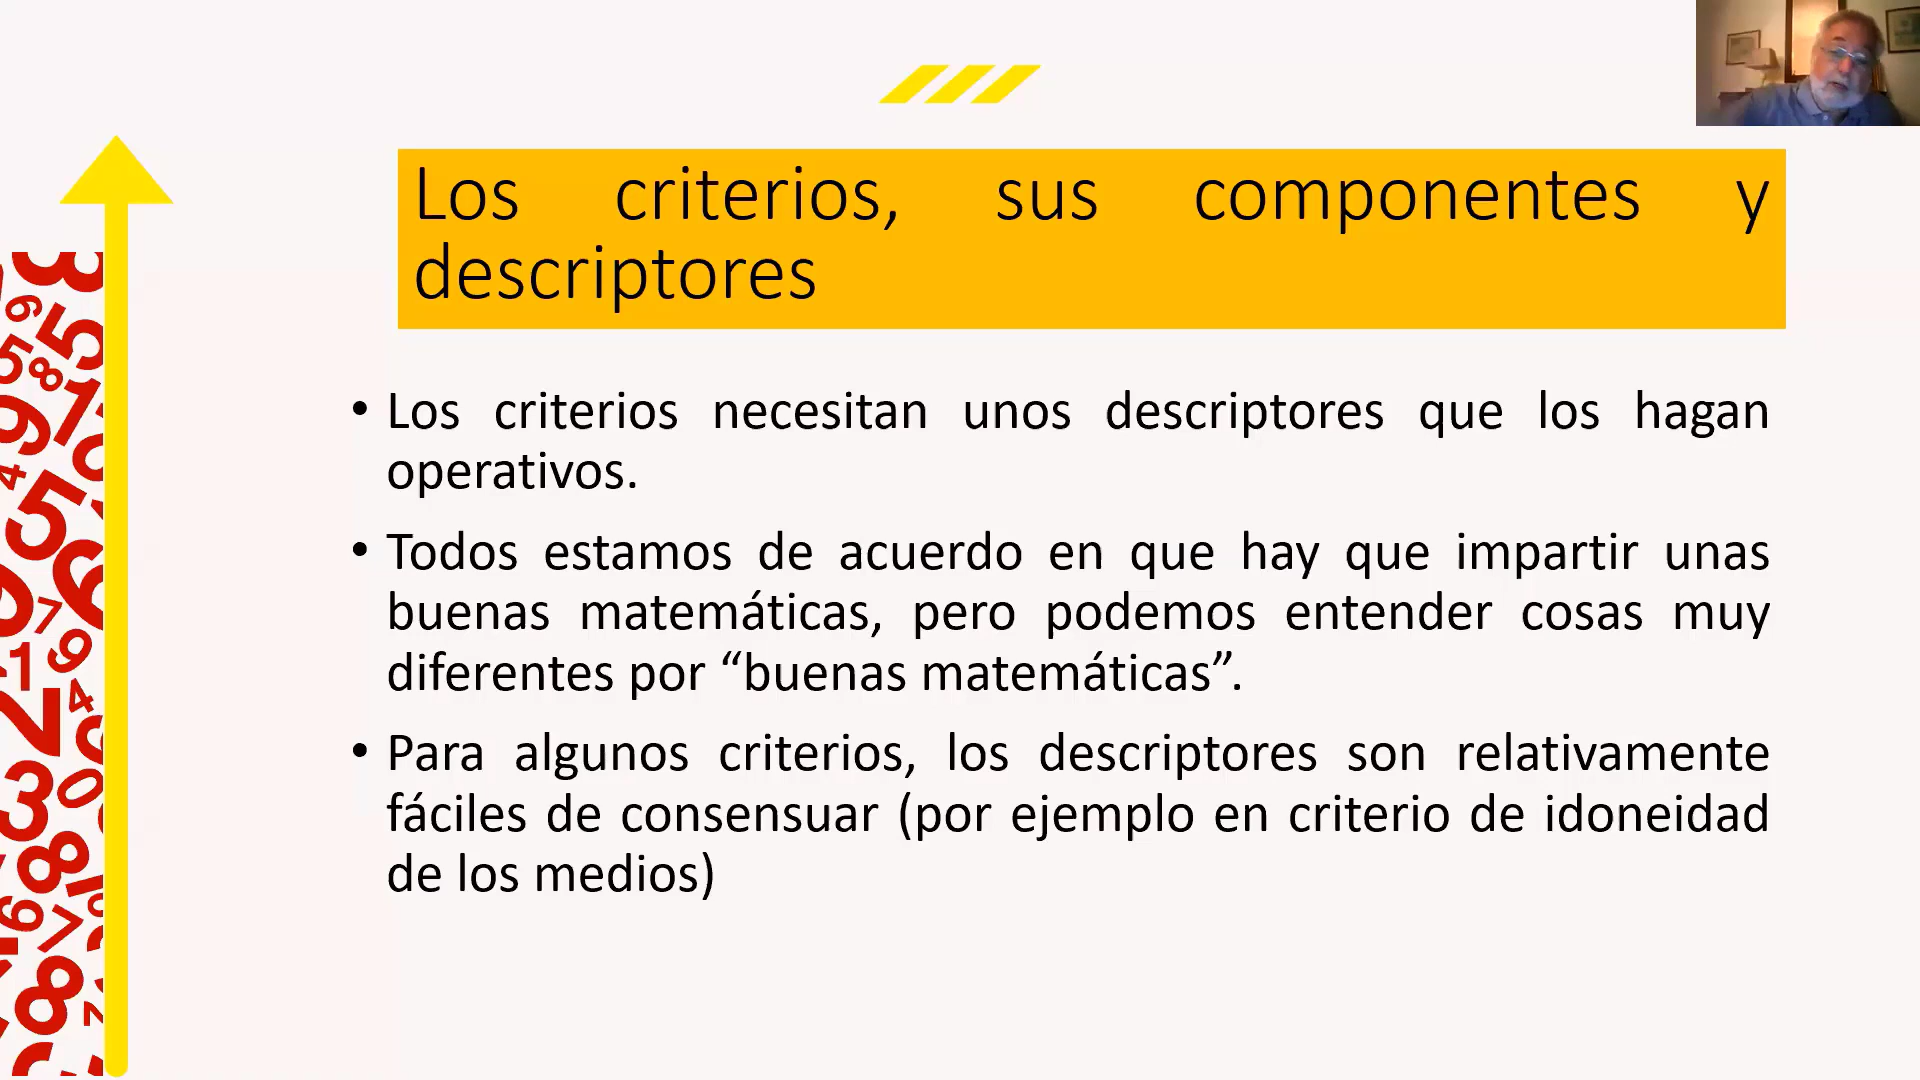 Los criterios, sus componentes y
descriptores
• Los criterios necesitan unos descriptores que los hagan
operativos.
• Todos estamos de acuerdo en que hay que impartir unas
buenas matemáticas, pero podemos entender cosas muy
diferentes por “buenas matemáticas”.
• Para algunos criterios, los descriptores son relativamente
fáciles de consensuar (por ejemplo en criterio de idoneidad
de los medios)